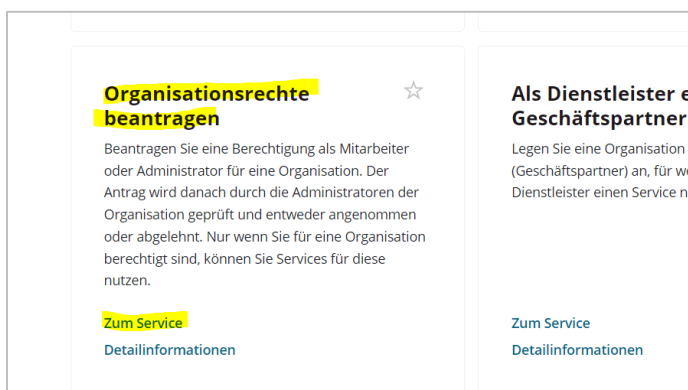 Organisationsrechte
beantragen
Beantragen Sie eine Berechtigung als Mitarbeiter
oder Administrator für eine Organisation. Der
Antrag wird danach durch die Administratoren der
Organisation geprüft und entweder angenommen
oder abgelehnt. Nur wenn Sie für eine Organisation
berechtigt sind, können Sie Services für diese
nutzen.
Zum Service
Detailinformationen
Als Dienstleister
Geschäftspartner
Legen Sie eine Organisation
(Geschäftspartner) an, für
Dienstleister einen Service
Zum Service
Detailinformationen